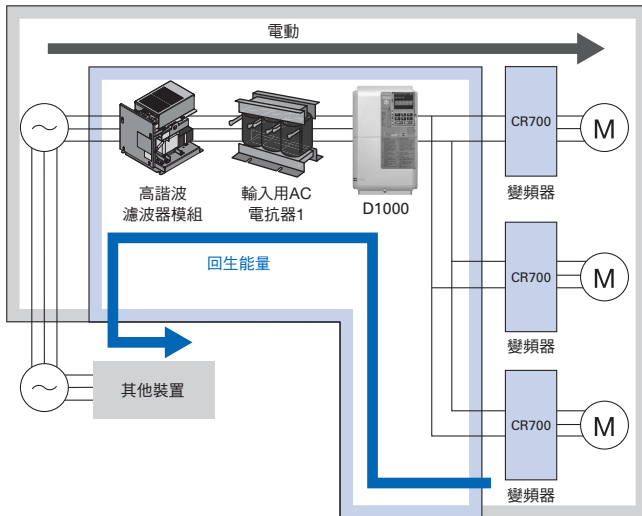 電動
CR700
M
變頻器
高諧波
濾波器模組
輸入用AC
電抗器1
D1000
回生能量
CR700
M
變頻器
其他裝置
CR700
M
變頻器